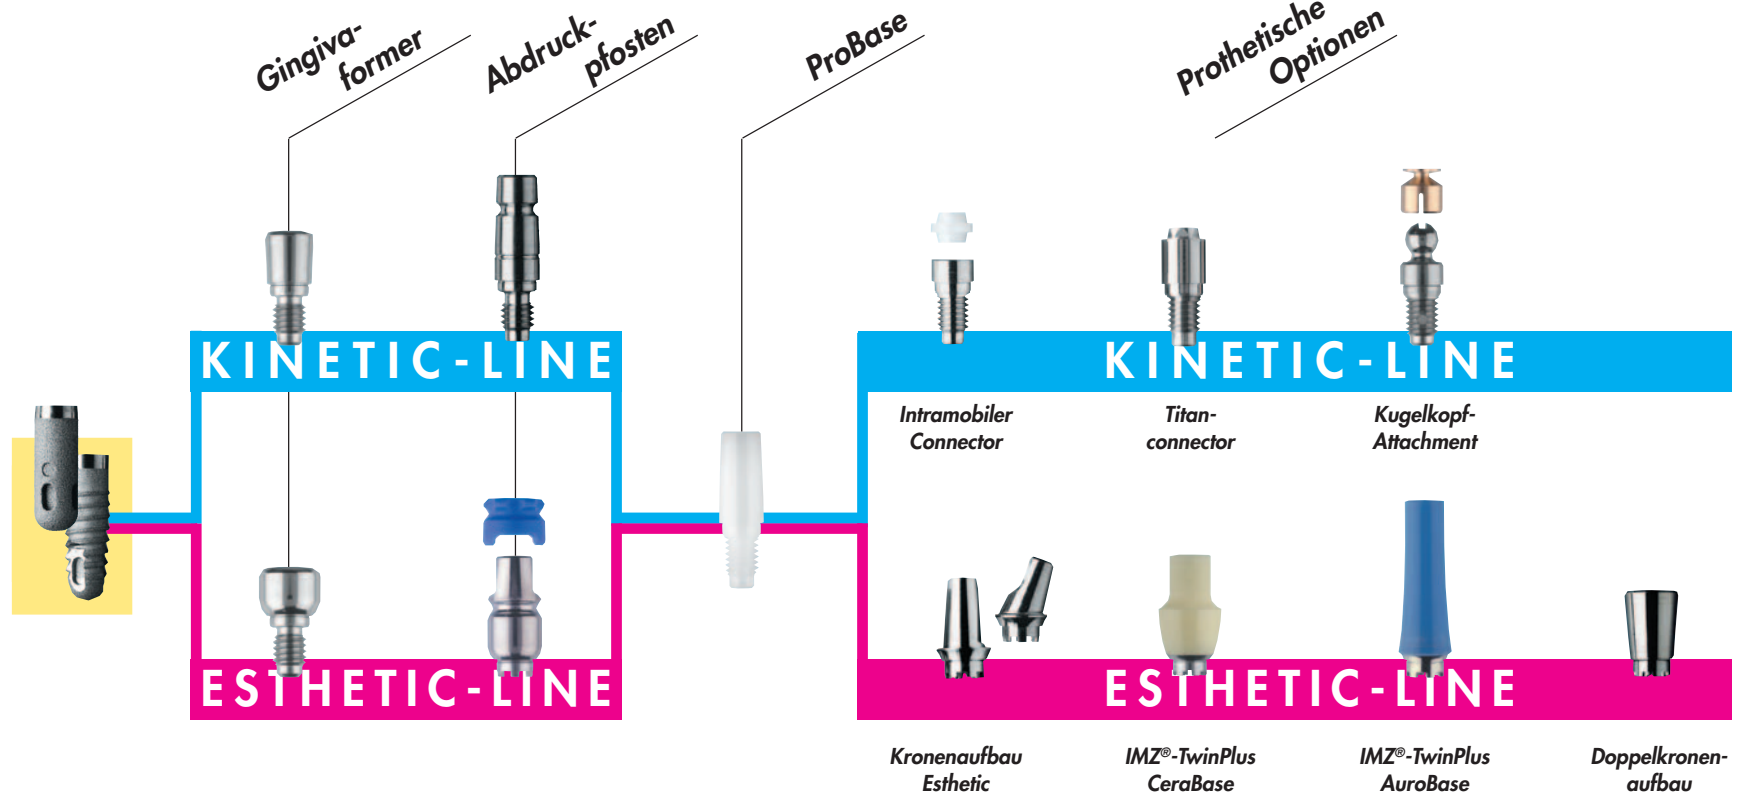 Gingiva-
former
Abdruck-
pfosten
ProBase
Prothetische
Optionen
KINETIC-LINE
KINETIC-LINE
Intramobiler
Connector
Titan-
connector
Kugelkopf-
Attachment
ESTHETIC-LINE
ESTHETIC-LINE
Kronenaufbau
Esthetic
IMZ®-TwinPlus
CeraBase
IMZ®-TwinPlus
AuroBase
Doppelkronen-
aufbau